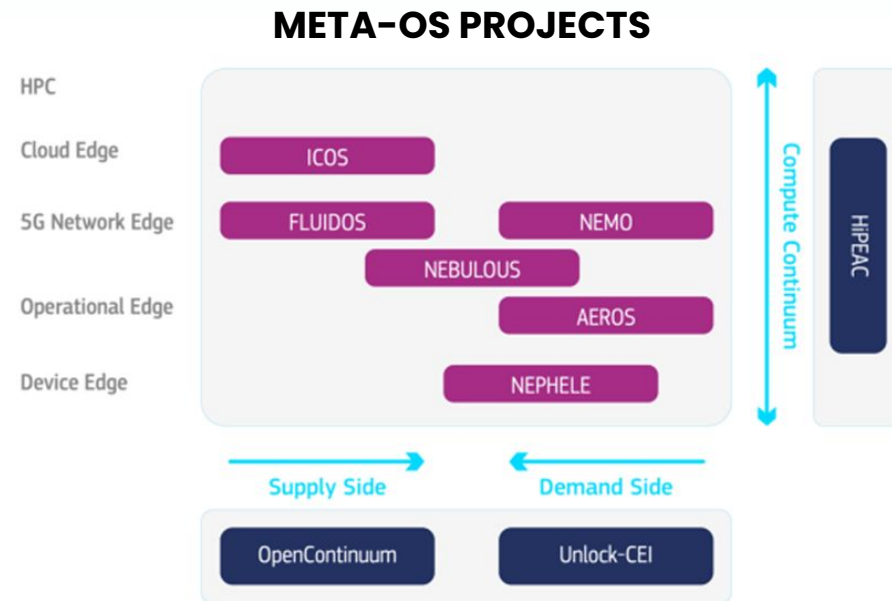 META-OS PROJECTS
HPC
Cloud Edge
ICOS
5G Network Edge
FLUIDOS
NEMO
NEBULOUS
Operational Edge
AEROS
Device Edge
NEPHELE
Compute Continuum
HiPEAC
Supply Side
Demand Side
OpenContinuum
Unlock-CEI